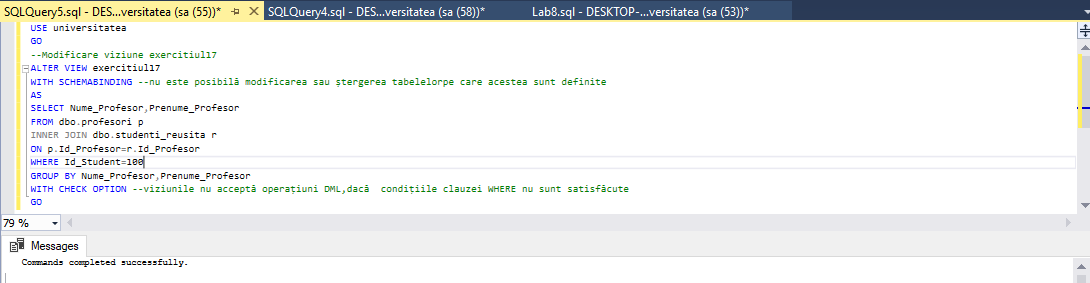 SQLQuery5.sql - DES...versitatea (sa (55))* SQLQuery4.sql - DES...versitatea (sa (58))* Lab8.sql - DESKTOP-...versitatea (sa (53))*
USE universitatea
GO
--Modificare viziune exercitiul17
ALTER VIEW exercitiul17
WITH SCHEMABINDING --nu este posibilă modificarea sau ștergerea tabelelorpe care acestea sunt definite
AS
SELECT Nume_Profesor,Prenume_Profesor
FROM dbo.profesori p
INNER JOIN dbo.studenti_reusita r
ON p.Id_Profesor=r.Id_Profesor
WHERE Id_Student=100
GROUP BY Nume_Profesor,Prenume_Profesor
WITH CHECK OPTION --viziunile nu acceptă operațiuni DML,dacă  condițiile clauzei WHERE nu sunt satisfăcute
GO
79 %
Messages
Commands completed successfully.